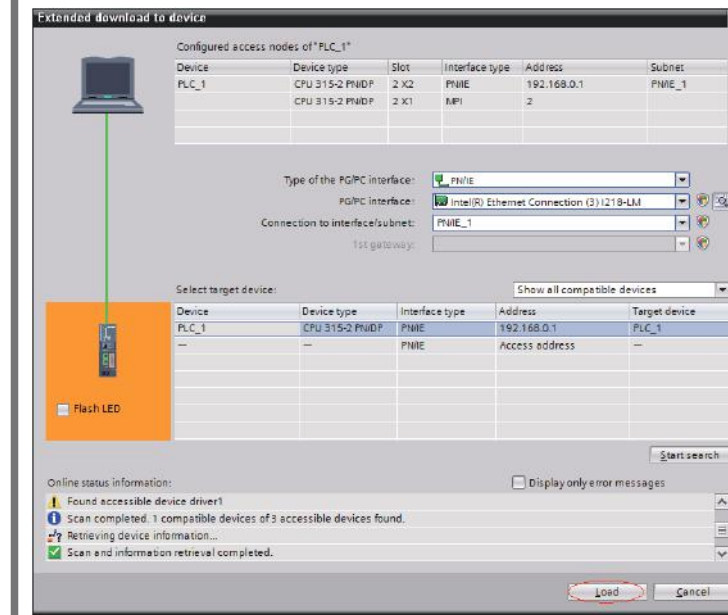 Extended download to device
Configured access nodes of "PLC_1"
Device Device type Slot Interface type Address Subnet
PLC_1 CPU 315-2 PN/DP 2 X2 PN/IE 192.168.0.1 PN/IE_1
CPU 315-2 PN/DP 2 X1 MPI 2
Type of the PG/PC interface: PN/IE
PG/PC interface: Intel(R) Ethernet Connection (3) I218-LM
Connection to interface/subnet: PN/IE_1
1st gateway:
Select target device: Show all compatible devices
Device Device type Interface type Address Target device
PLC_1 CPU 315-2 PN/DP PN/IE 192.168.0.1 PLC_1
— — PN/IE Access address —
Flash LED
Start search
Online status information: Display only error messages
Found accessible device driver1
Scan completed. 1 compatible devices of 3 accessible devices found.
Retrieving device information...
Scan and information retrieval completed.
Load Cancel